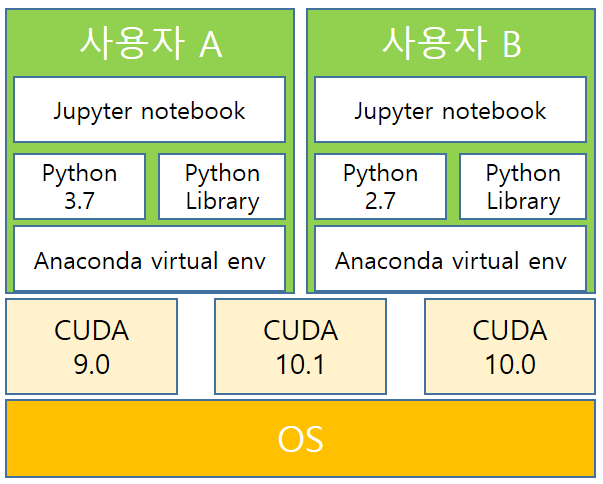 사용자 A
Jupyter notebook
Python
3.7
Python
Library
Anaconda virtual env
사용자 B
Jupyter notebook
Python
2.7
Python
Library
Anaconda virtual env
CUDA
9.0
CUDA
10.1
CUDA
10.0
OS